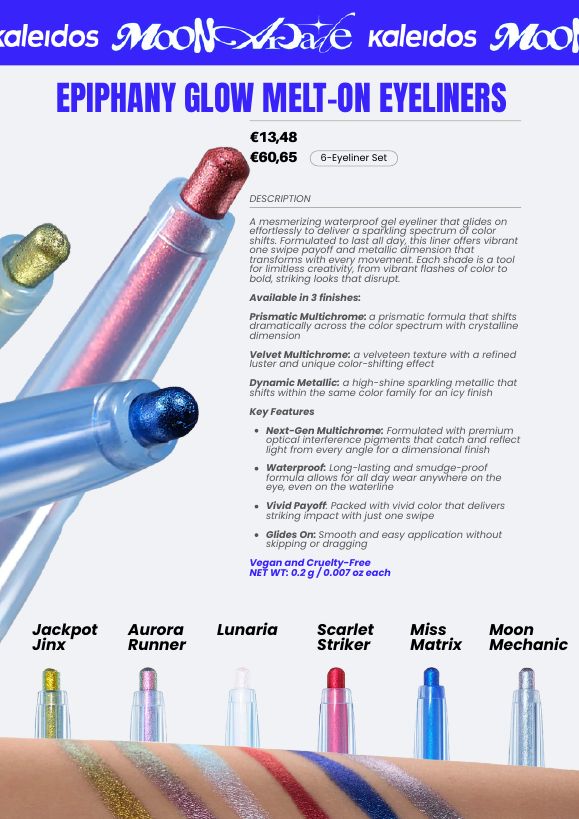 kaleidos MOON ArCade kaleidos MOON
EPIPHANY GLOW MELT-ON EYELINERS
€13,48
€60,65 6-Eyeliner Set
DESCRIPTION
A mesmerizing waterproof gel eyeliner that glides on
effortlessly to deliver a sparkling spectrum of color
shifts. Formulated to last all day, this liner offers vibrant
one swipe payoff and metallic dimension that
transforms with every movement. Each shade is a tool
for limitless creativity, from vibrant flashes of color to
bold, striking looks that disrupt.
Available in 3 finishes:
Prismatic Multichrome: a prismatic formula that shifts
dramatically across the color spectrum with crystalline
dimension
Velvet Multichrome: a velveteen texture with a refined
luster and unique color-shifting effect
Dynamic Metallic: a high-shine sparkling metallic that
shifts within the same color family for an icy finish
Key Features
• Next-Gen Multichrome: Formulated with premium
optical interference pigments that catch and reflect
light from every angle for a dimensional finish
• Waterproof: Long-lasting and smudge-proof
formula allows for all day wear anywhere on the
eye, even on the waterline
• Vivid Payoff: Packed with vivid color that delivers
striking impact with just one swipe
• Glides On: Smooth and easy application without
skipping or dragging
Vegan and Cruelty-Free
NET WT: 0.2 g / 0.007 oz each
Jackpot
Jinx
Aurora
Runner
Lunaria
Scarlet
Striker
Miss
Matrix
Moon
Mechanic